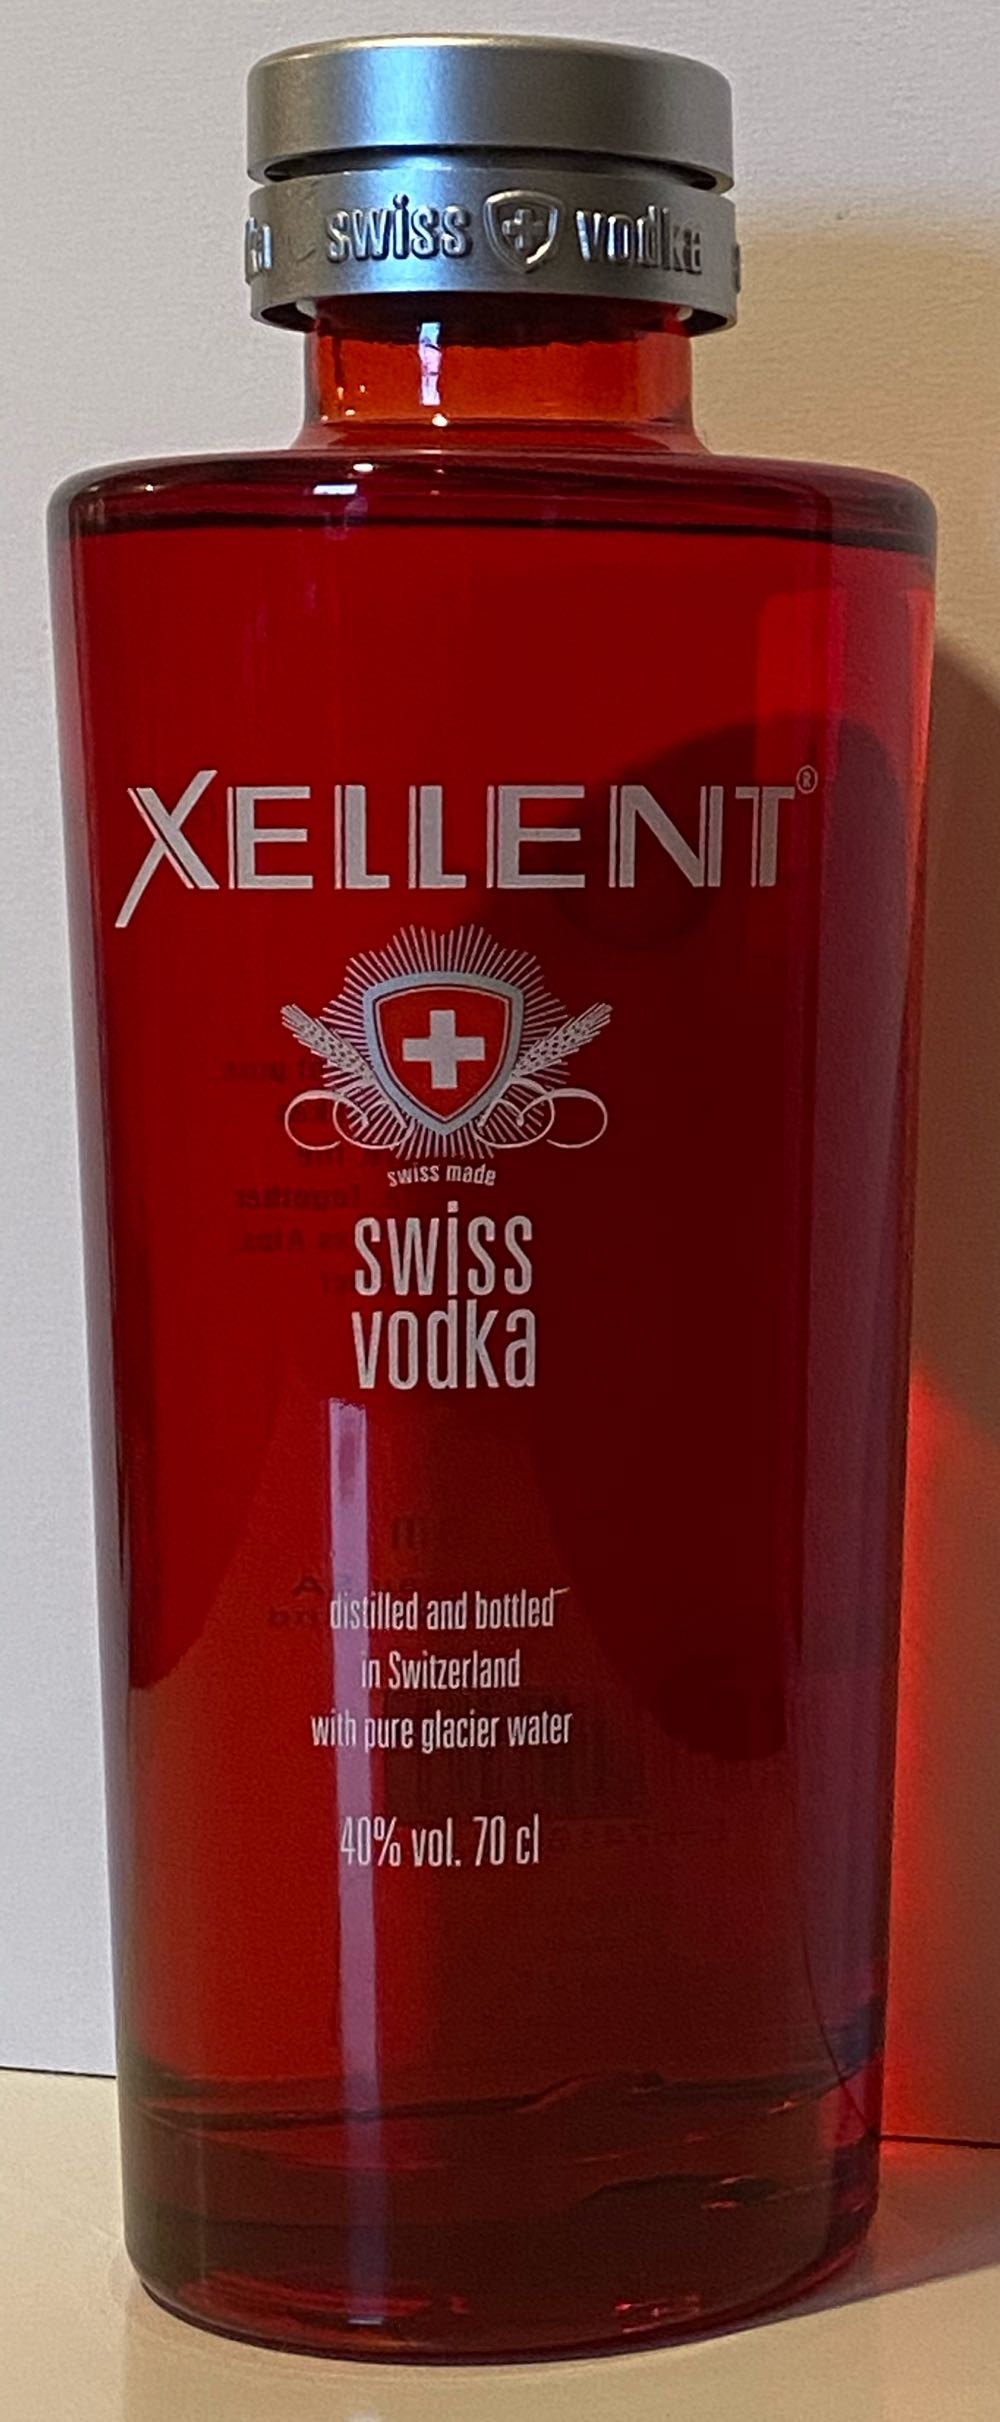 swiss vodka
XELLENT®
swiss made
swiss
vodka
distilled and bottled
in Switzerland
with pure glacier water
40% vol. 70 cl